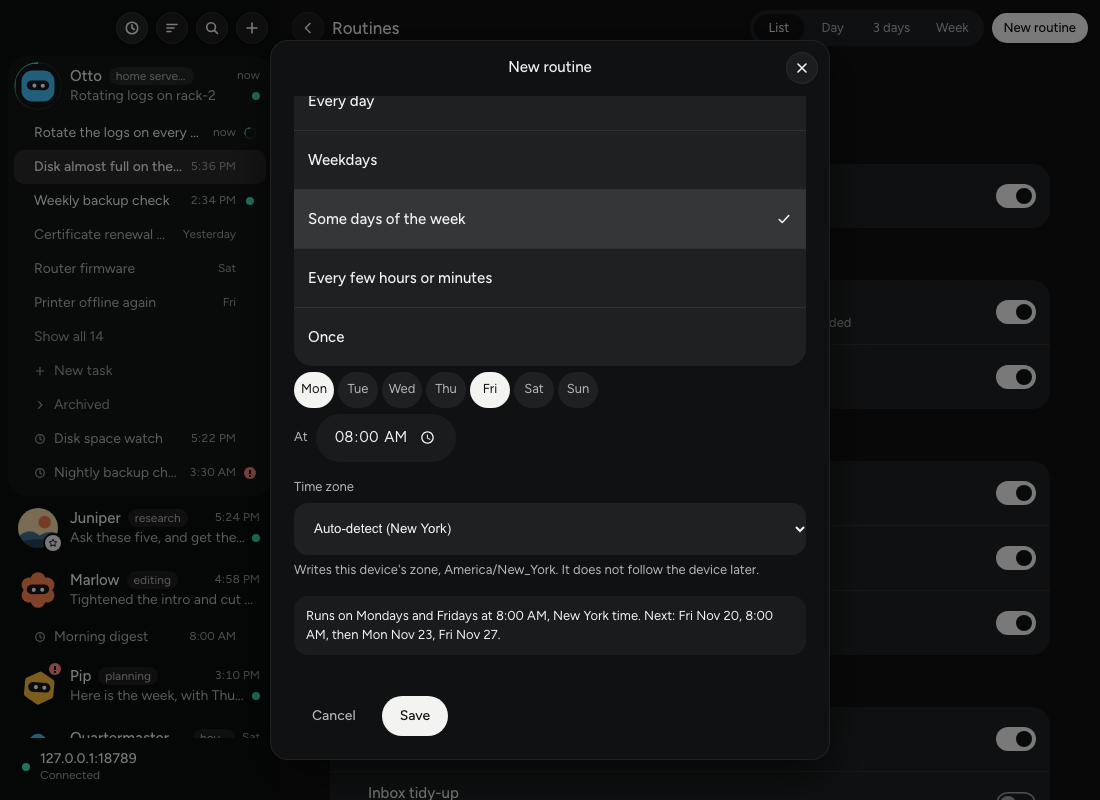 Routines
List Day 3 days Week New routine
New routine
Otto home serve... now
Rotating logs on rack-2
Rotate the logs on every ... now
Disk almost full on the... 5:36 PM
Weekly backup check 2:34 PM
Certificate renewal ... Yesterday
Router firmware Sat
Printer offline again Fri
Show all 14
New task
Archived
Disk space watch 5:22 PM
Nightly backup ch... 3:30 AM
Juniper research 5:24 PM
Ask these five, and get the...
Marlow editing 4:58 PM
Tightened the intro and cut ...
Morning digest 8:00 AM
Pip planning 3:10 PM
Here is the week, with Thu...
Quartermaster Sat
127.0.0.1:18789
Connected
Every day
Weekdays
Some days of the week
Every few hours or minutes
Once
Mon Tue Wed Thu Fri Sat Sun
At 08:00 AM
Time zone
Auto-detect (New York)
Writes this device's zone, America/New_York. It does not follow the device later.
Runs on Mondays and Fridays at 8:00 AM, New York time. Next: Fri Nov 20, 8:00
AM, then Mon Nov 23, Fri Nov 27.
Cancel Save
Inbox tidy-up